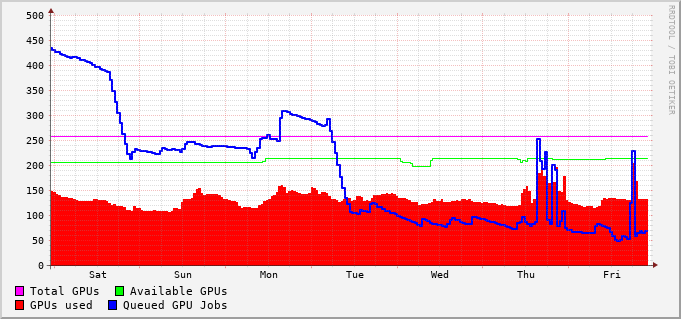 500
450
400
350
300
250
200
150
100
50
0
Sat Sun Mon Tue Wed Thu Fri
Total GPUs Available GPUs
GPUs used Queued GPU Jobs
RRDTOOL / TOBI OETIKER